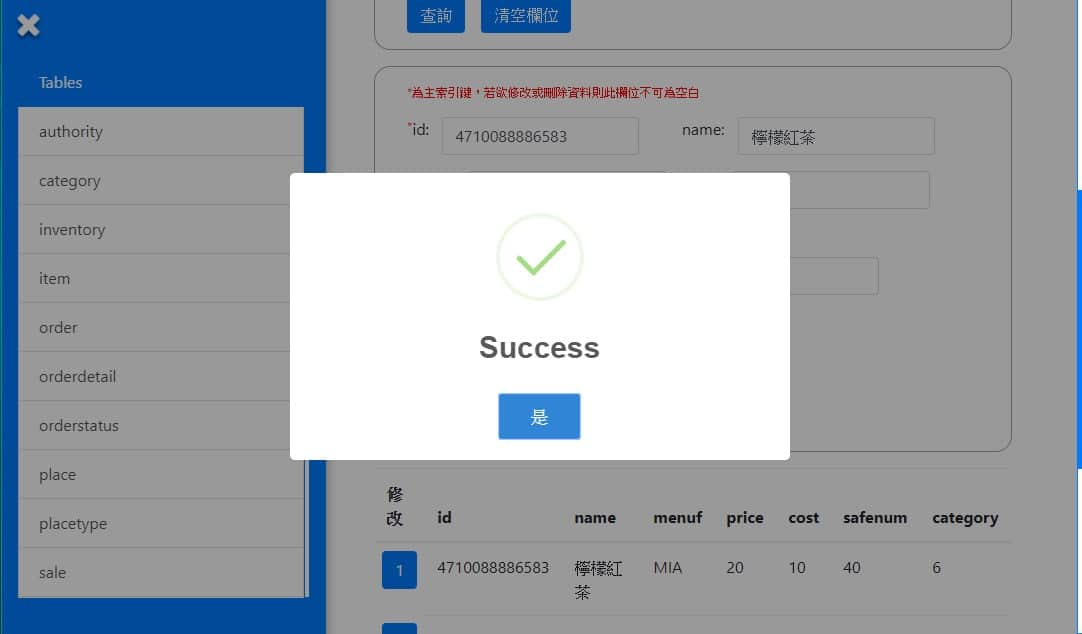 查詢 清空欄位
Tables
authority
category
inventory
item
order
orderdetail
orderstatus
place
placetype
sale
*為主索引鍵，若欲修改或刪除資料則此欄位不可為空白
*id: 4710088886583 name: 檸檬紅茶
Success
是
修改 id name menuf price cost safenum category
1 4710088886583 檸檬紅茶 MIA 20 10 40 6